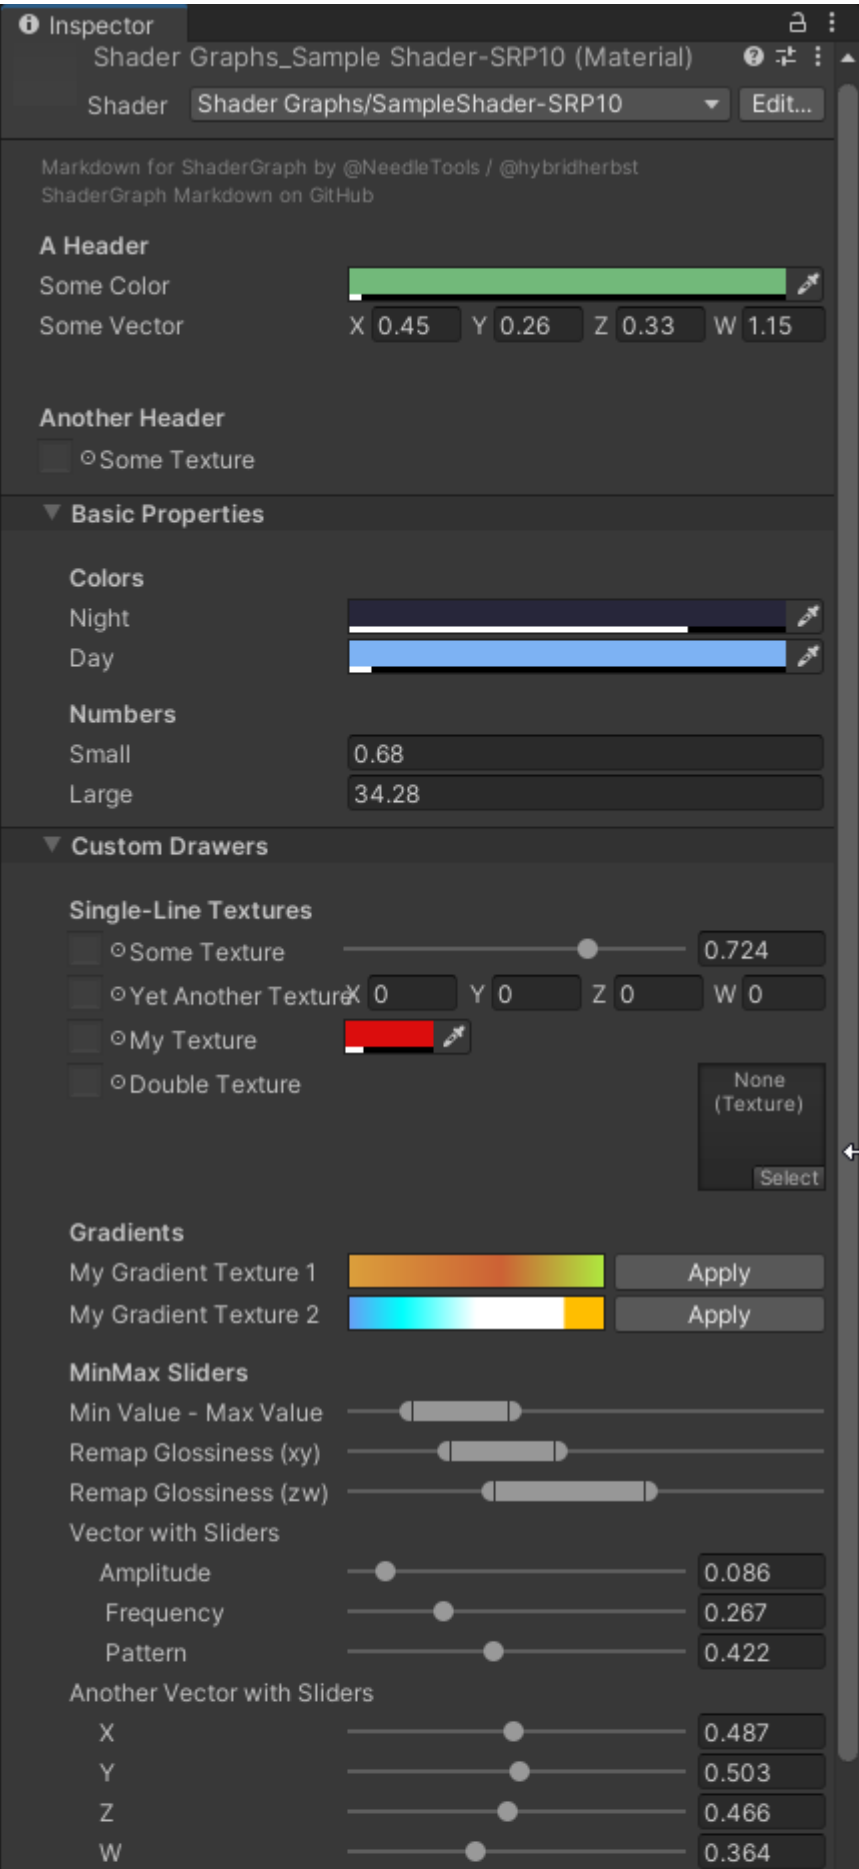 Inspector
Shader Graphs_Sample Shader-SRP10 (Material)
Shader Shader Graphs/SampleShader-SRP10 Edit...
Markdown for ShaderGraph by @NeedleTools / @hybridherbst
ShaderGraph Markdown on GitHub
A Header
Some Color
Some Vector X 0.45 Y 0.26 Z 0.33 W 1.15
Another Header
Some Texture
Basic Properties
Colors
Night
Day
Numbers
Small 0.68
Large 34.28
Custom Drawers
Single-Line Textures
Some Texture 0.724
Yet Another Texture X 0 Y 0 Z 0 W 0
My Texture
Double Texture
None
(Texture)
Select
Gradients
My Gradient Texture 1 Apply
My Gradient Texture 2 Apply
MinMax Sliders
Min Value - Max Value
Remap Glossiness (xy)
Remap Glossiness (zw)
Vector with Sliders
Amplitude 0.086
Frequency 0.267
Pattern 0.422
Another Vector with Sliders
X 0.487
Y 0.503
Z 0.466
W 0.364